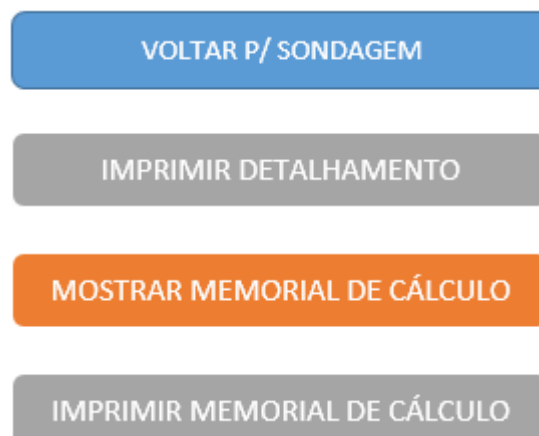 VOLTAR P/ SONDAGEM
IMPRIMIR DETALHAMENTO
MOSTRAR MEMORIAL DE CÁLCULO
IMPRIMIR MEMORIAL DE CÁLCULO